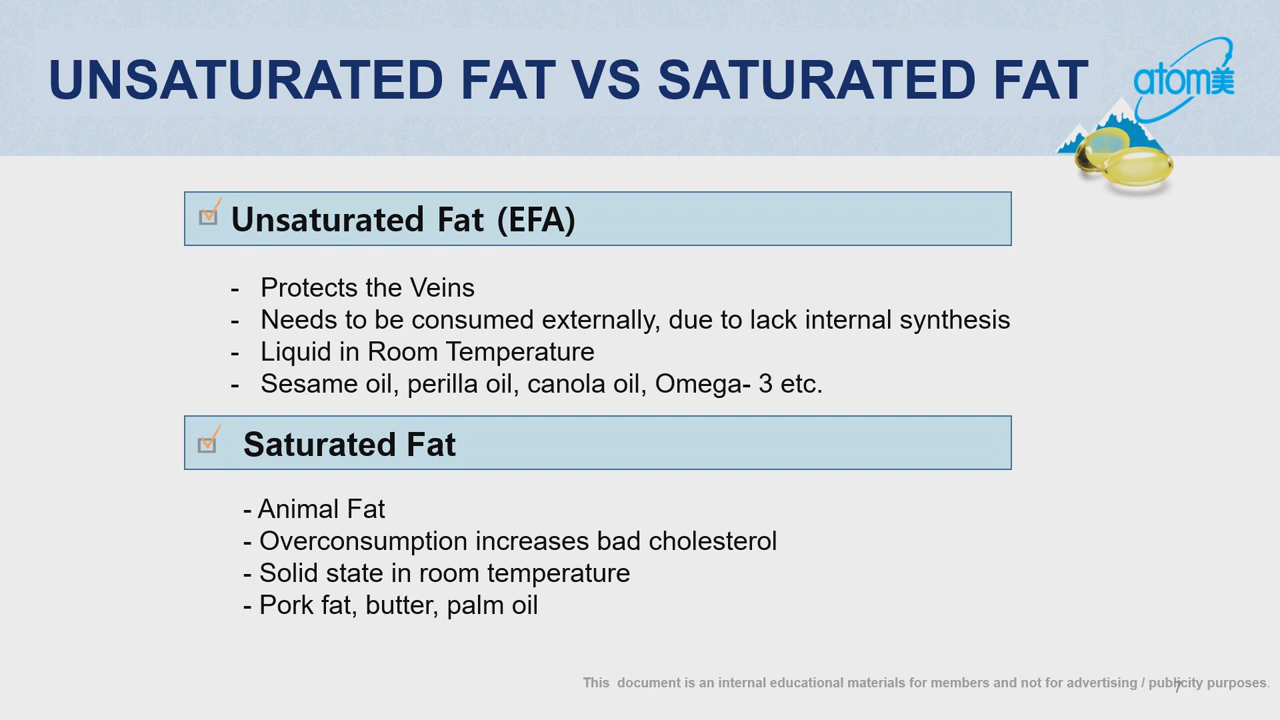 UNSATURATED FAT VS SATURATED FAT
atom美
Unsaturated Fat (EFA)
- Protects the Veins
- Needs to be consumed externally, due to lack internal synthesis
- Liquid in Room Temperature
- Sesame oil, perilla oil, canola oil, Omega- 3 etc.
Saturated Fat
- Animal Fat
- Overconsumption increases bad cholesterol
- Solid state in room temperature
- Pork fat, butter, palm oil
This document is an internal educational materials for members and not for advertising / publicity purposes.
7